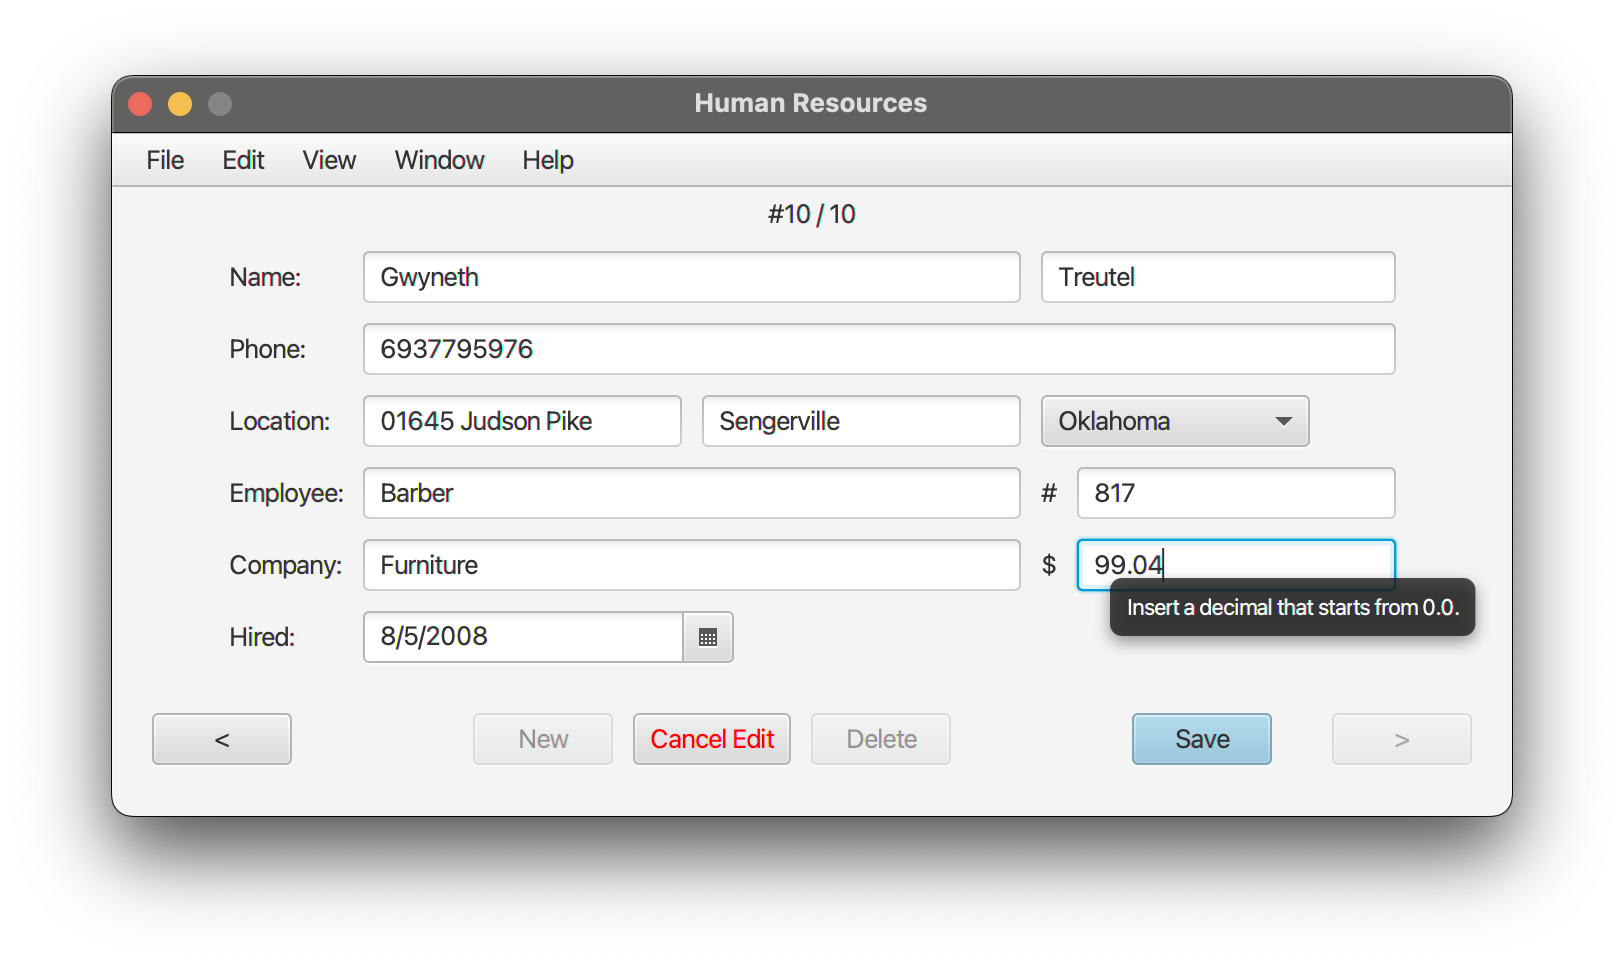 Human Resources
File Edit View Window Help
#10 / 10
Name: Gwyneth Treutel
Phone: 6937795976
Location: 01645 Judson Pike Sengerville Oklahoma
Employee: Barber # 817
Company: Furniture $ 99.04
Insert a decimal that starts from 0.0.
Hired: 8/5/2008
< New Cancel Edit Delete Save >